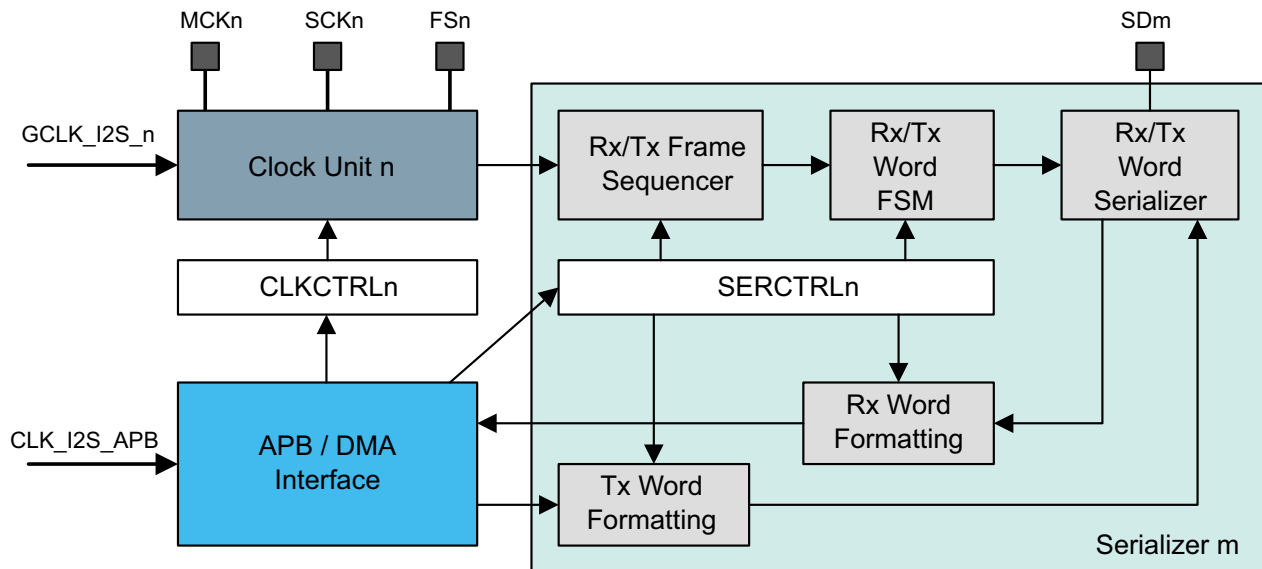 MCKn
SCKn
FSn
SDm
GCLK_I2S_n
Clock Unit n
Rx/Tx Frame
Sequencer
Rx/Tx
Word
FSM
Rx/Tx
Word
Serializer
CLKCTRLn
SERCTRLn
CLK_I2S_APB
APB / DMA
Interface
Rx Word
Formatting
Tx Word
Formatting
Serializer m